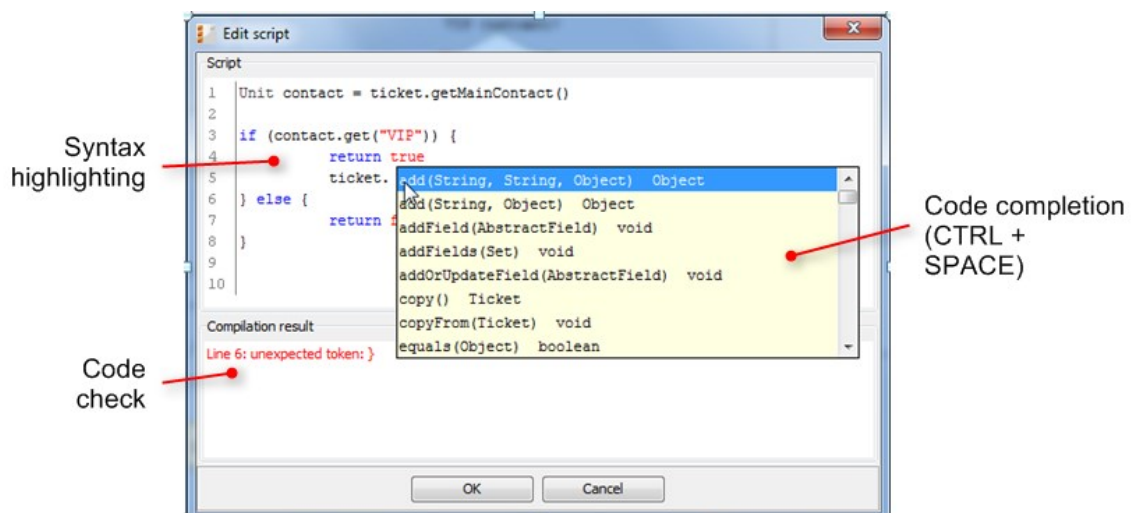 Edit script
Script
1 Unit contact = ticket.getMainContact()
2
3 if (contact.get("VIP")) {
4 return true
5 ticket.
6 } else {
7 return f
8 }
9
10
add(String, String, Object) Object
add(String, Object) Object
addField(AbstractField) void
addFields(Set) void
addOrUpdateField(AbstractField) void
copy() Ticket
copyFrom(Ticket) void
equals(Object) boolean
Compilation result
Line 6: unexpected token: }
OK Cancel
Syntax
highlighting
Code
check
Code completion
(CTRL +
SPACE)